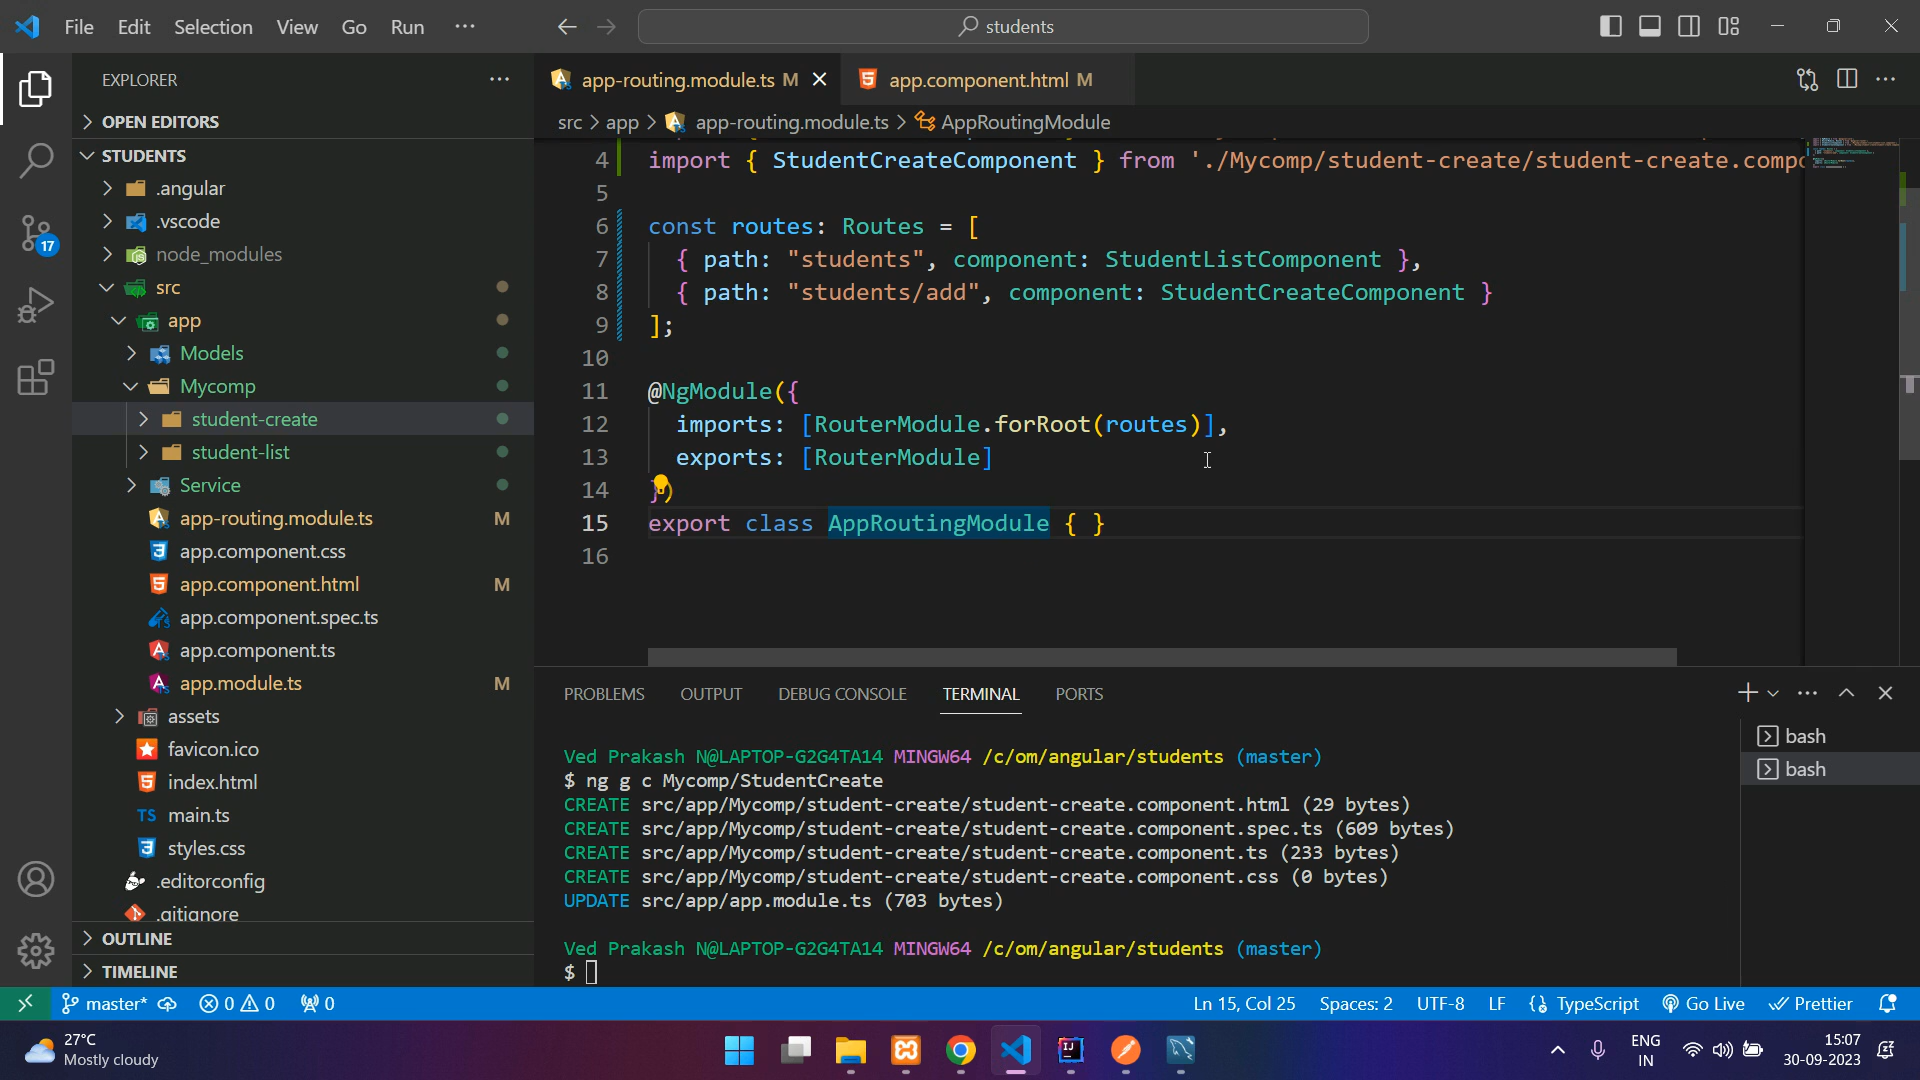 File Edit Selection View Go Run ···
students
EXPLORER
OPEN EDITORS
STUDENTS
.angular
.vscode
node_modules
src
app
Models
Mycomp
student-create
student-list
Service
app-routing.module.ts M
app.component.css
app.component.html M
app.component.spec.ts
app.component.ts
app.module.ts M
assets
favicon.ico
index.html
TS main.ts
styles.css
.editorconfig
.gitignore
OUTLINE
TIMELINE
17
app-routing.module.ts M
app.component.html M
src > app > app-routing.module.ts > AppRoutingModule
4 import { StudentCreateComponent } from './Mycomp/student-create/student-create.compo
5
6 const routes: Routes = [
7 { path: "students", component: StudentListComponent },
8 { path: "students/add", component: StudentCreateComponent }
9 ];
10
11 @NgModule({
12 imports: [RouterModule.forRoot(routes)],
13 exports: [RouterModule]
14 })
15 export class AppRoutingModule { }
16
PROBLEMS OUTPUT DEBUG CONSOLE TERMINAL PORTS
Ved Prakash N@LAPTOP-G2G4TA14 MINGW64 /c/om/angular/students (master)
$ ng g c Mycomp/StudentCreate
CREATE src/app/Mycomp/student-create/student-create.component.html (29 bytes)
CREATE src/app/Mycomp/student-create/student-create.component.spec.ts (609 bytes)
CREATE src/app/Mycomp/student-create/student-create.component.ts (233 bytes)
CREATE src/app/Mycomp/student-create/student-create.component.css (0 bytes)
UPDATE src/app/app.module.ts (703 bytes)
Ved Prakash N@LAPTOP-G2G4TA14 MINGW64 /c/om/angular/students (master)
$
bash
bash
master* 0 0 0 Ln 15, Col 25 Spaces: 2 UTF-8 LF TypeScript Go Live Prettier
27°C
Mostly cloudy
ENG
IN
15:07
30-09-2023